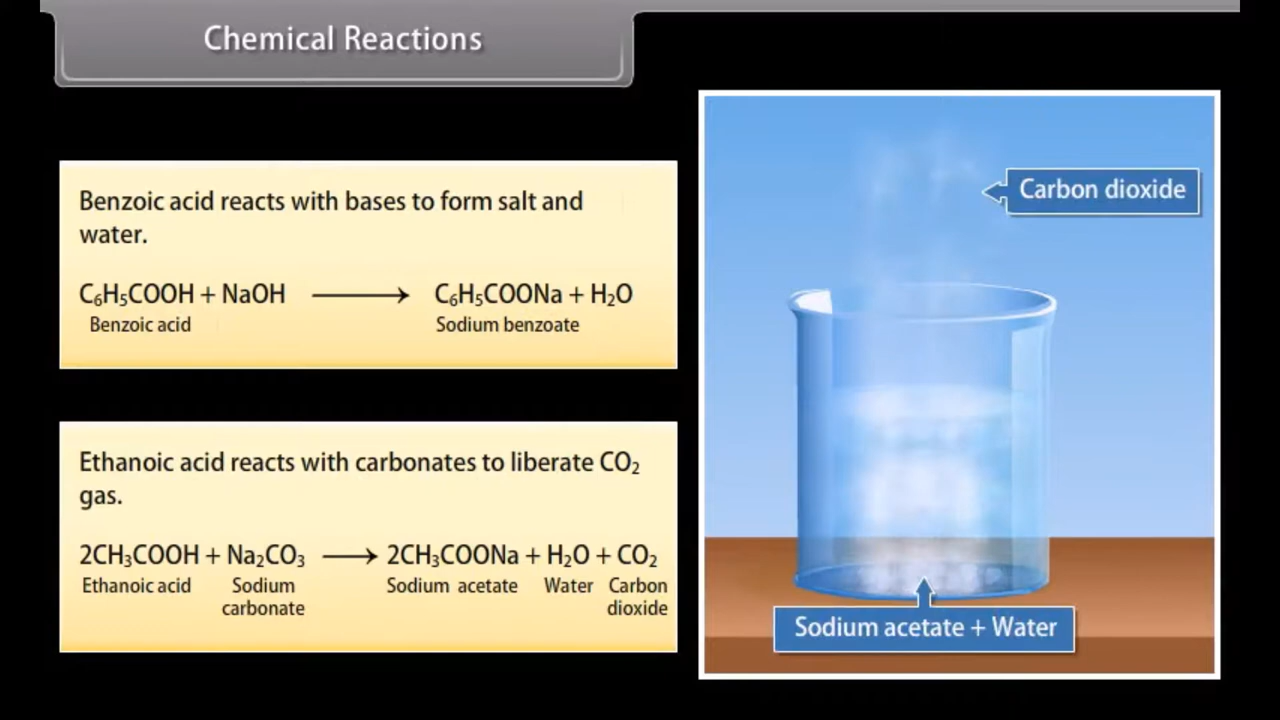 Chemical Reactions
Benzoic acid reacts with bases to form salt and
water.
C₆H₅COOH + NaOH ⟶ C₆H₅COONa + H₂O
Benzoic acid Sodium benzoate
Ethanoic acid reacts with carbonates to liberate CO₂
gas.
2CH₃COOH + Na₂CO₃ ⟶ 2CH₃COONa + H₂O + CO₂
Ethanoic acid Sodium Sodium acetate Water Carbon
carbonate dioxide
Carbon dioxide
Sodium acetate + Water